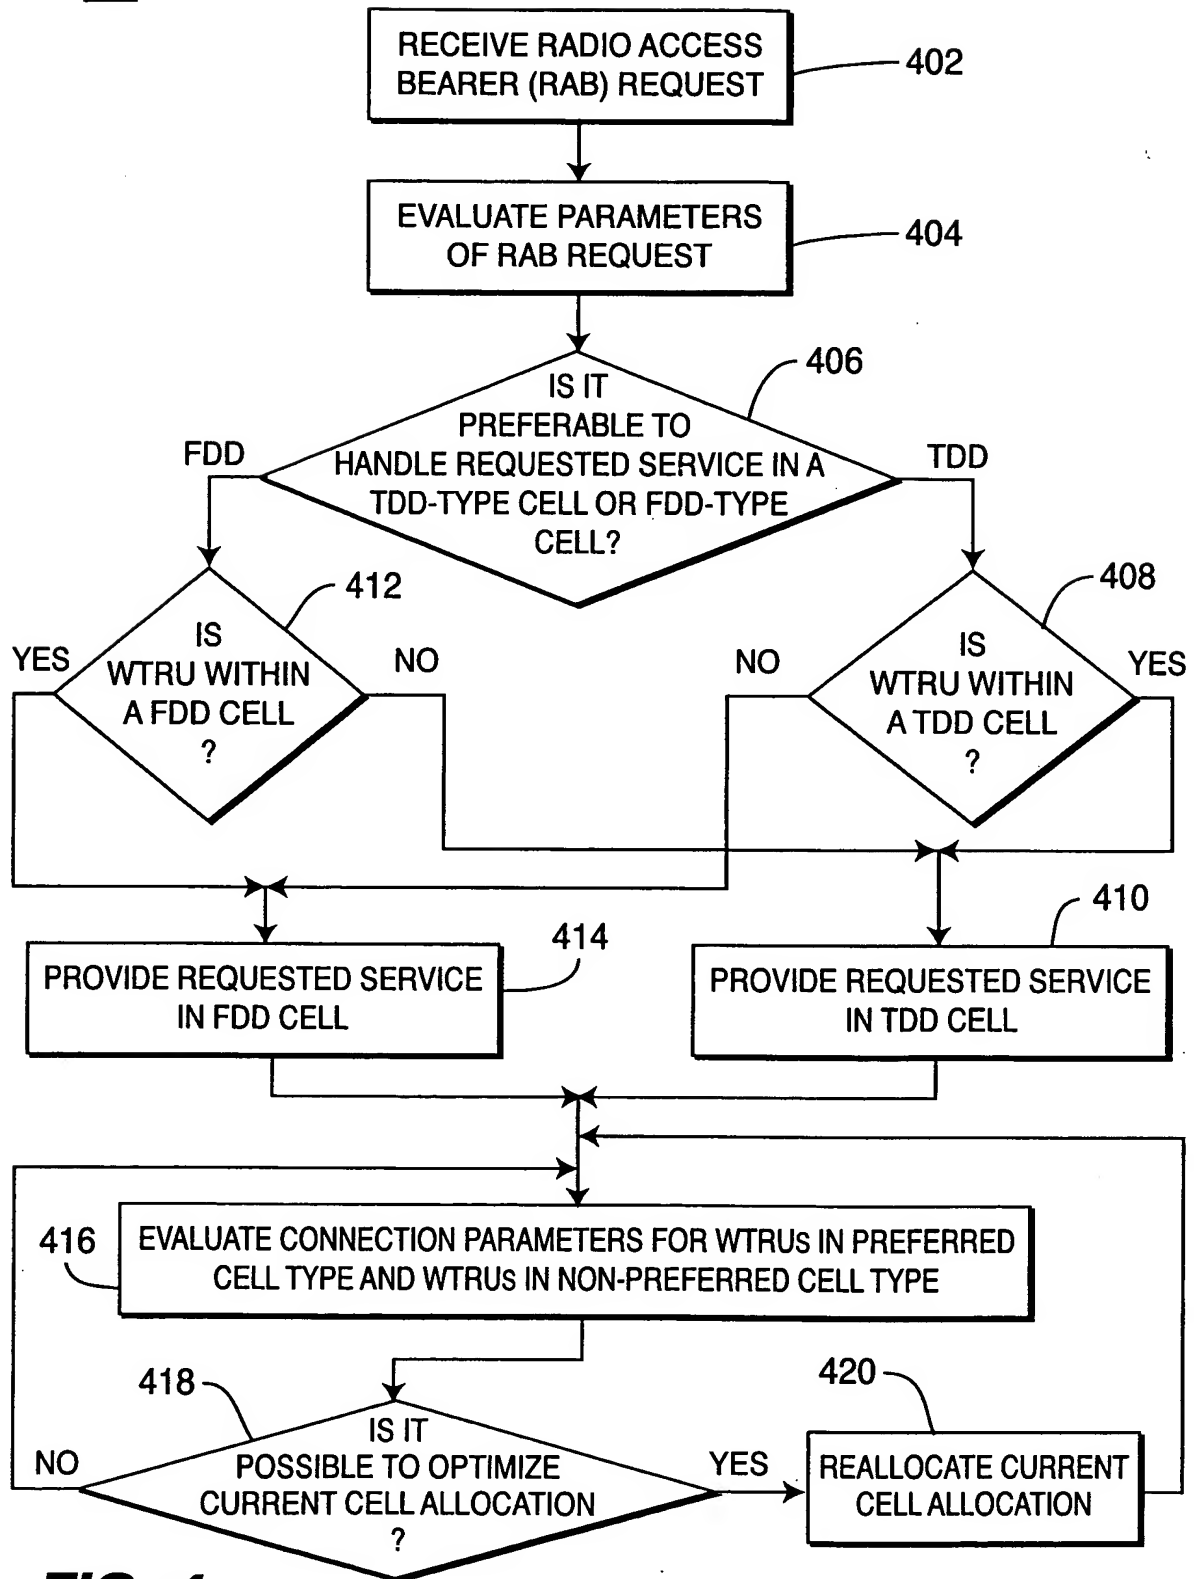 RECEIVE RADIO ACCESS
BEARER (RAB) REQUEST
402
EVALUATE PARAMETERS
OF RAB REQUEST
404
406
IS IT
PREFERABLE TO
HANDLE REQUESTED SERVICE IN A
TDD-TYPE CELL OR FDD-TYPE
CELL?
FDD
TDD
412
IS
WTRU WITHIN
A FDD CELL
?
YES
NO
408
IS
WTRU WITHIN
A TDD CELL
?
NO
YES
414
PROVIDE REQUESTED SERVICE
IN FDD CELL
410
PROVIDE REQUESTED SERVICE
IN TDD CELL
416
EVALUATE CONNECTION PARAMETERS FOR WTRUs IN PREFERRED
CELL TYPE AND WTRUs IN NON-PREFERRED CELL TYPE
418
IS IT
POSSIBLE TO OPTIMIZE
CURRENT CELL ALLOCATION
?
NO
YES
420
REALLOCATE CURRENT
CELL ALLOCATION